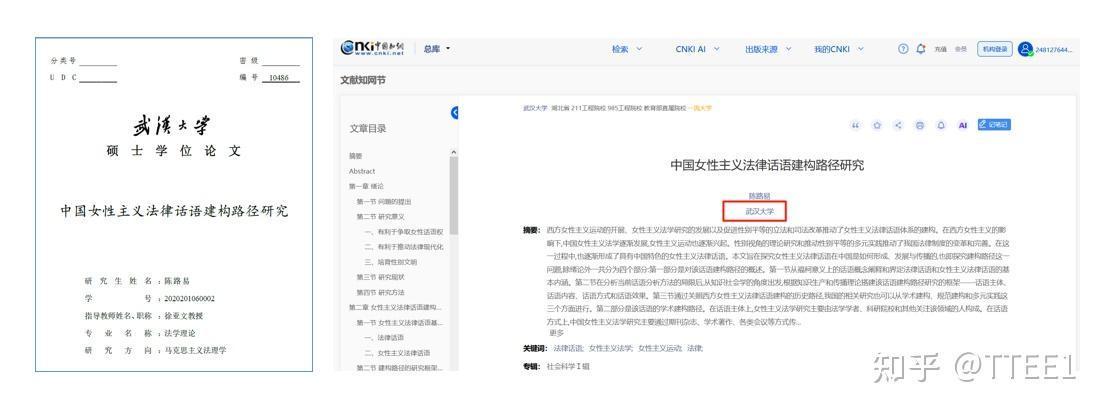 分类号
密级
U D C
编号 10486
武汉大学
硕士学位论文
中国女性主义法律话语建构路径研究
研究生姓名：陈路易
学号：2020201060002
指导教师姓名、职称：徐亚文教授
专业名称：法学理论
研究方向：马克思主义法理学
Cnki中国知网
www.cnki.net
总库
检索
CNKI AI
出版来源
我的CNKI
充值
会员
机构登录
248127644...
文献知网节
文章目录
摘要
Abstract
第一章 绪论
第一节 问题的提出
第二节 研究意义
一、有利于争取女性话语权
二、有利于推动法律现代化
三、培育性别文明
第三节 研究现状
第四节 研究方法
第二章 女性主义法律话语建构...
第一节 女性主义法律话语基...
一、法律话语
二、女性主义法律话语
第二节 建构路径的研究框架...
武汉大学 湖北省 211工程院校 985工程院校 教育部直属院校 一流大学
AI
记笔记
中国女性主义法律话语建构路径研究
陈路易
武汉大学
摘要：西方女性主义运动的开展、女性主义法学研究的发展以及促进性别平等的立法和司法改革推动了女性主义法律话语体系的建构。在西方女性主义的影
响下,中国女性主义法学逐渐发展,女性主义运动也逐渐兴起。性别视角的理论研究和推动性别平等的多元实践推动了我国法律制度的变革和完善。在这
一过程中,也逐渐形成了具有中国特色的女性主义法律话语。本文旨在探究女性主义法律话语在中国是如何形成、发展与传播的,也即探究建构路径这一
问题,除绪论外一共分为四个部分:第一部分是对该话语建构路径的概述。第一节从福柯意义上的话语概念阐释和界定法律话语和女性主义法律话语的基
本内涵。第二节在分析当前话语分析方法的局限后,从知识社会学的角度出发,根据知识生产和传播理论搭建该话语建构路径研究的框架——话语主体、
话语内容、话语方式和话语效果。第三节通过关照西方女性主义法律话语建构的历史路径,我国的相关研究也可以从学术建构、规范建构和多元实践这
三个方面进行。第二部分是该话语的学术建构路径。在话语主体上,女性主义法学研究主要由法学学者、科研院校和其他关注该领域的人构成。在话语
方式上,中国女性主义法学研究主要通过期刊杂志、学术著作、各类会议等方式传...
更多
关键词：法律话语; 女性主义法学; 女性主义运动; 法律;
专辑：社会科学Ⅰ辑
知乎 @TTEE1